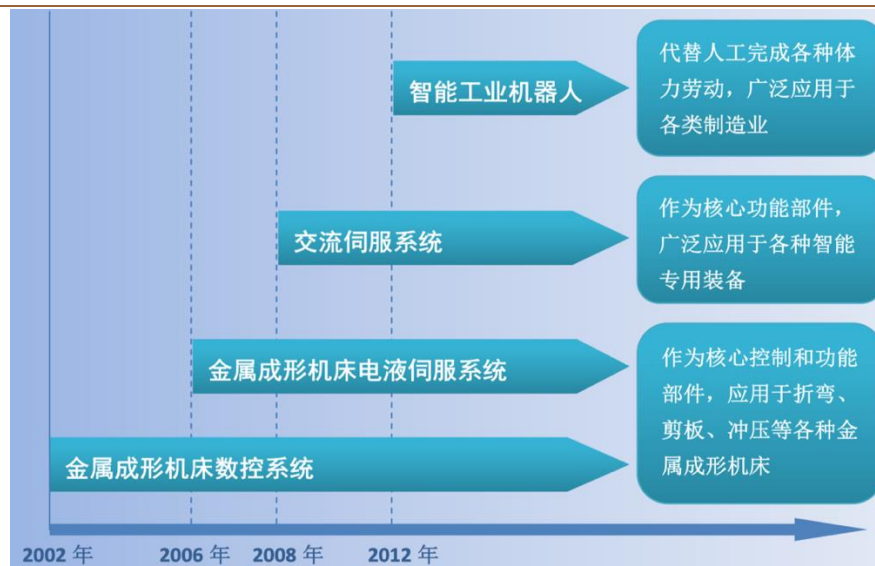 智能工业机器人
代替人工完成各种体
力劳动，广泛应用于
各类制造业
交流伺服系统
作为核心功能部件，
广泛应用于各种智能
专用装备
金属成形机床电液伺服系统
金属成形机床数控系统
作为核心控制和功能
部件，应用于折弯、
剪板、冲压等各种金
属成形机床
2002 年
2006 年
2008 年
2012 年